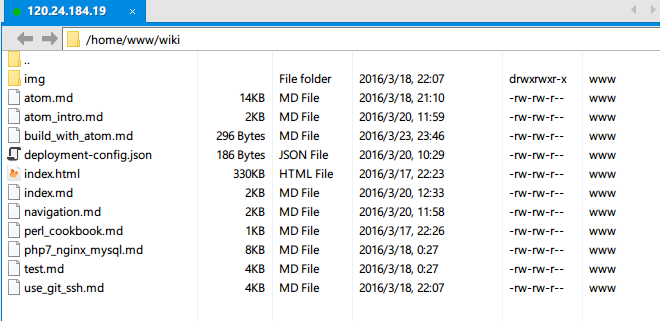 120.24.184.19 ×
/home/www/wiki
..
img File folder 2016/3/18, 22:07 drwxrwxr-x www
atom.md 14KB MD File 2016/3/18, 21:10 -rw-rw-r-- www
atom_intro.md 2KB MD File 2016/3/20, 11:59 -rw-rw-r-- www
build_with_atom.md 296 Bytes MD File 2016/3/23, 23:46 -rw-rw-r-- www
deployment-config.json 186 Bytes JSON File 2016/3/20, 10:29 -rw-rw-r-- www
index.html 330KB HTML File 2016/3/17, 22:23 -rw-rw-r-- www
index.md 2KB MD File 2016/3/20, 12:33 -rw-rw-r-- www
navigation.md 2KB MD File 2016/3/20, 11:58 -rw-rw-r-- www
perl_cookbook.md 1KB MD File 2016/3/17, 22:26 -rw-rw-r-- www
php7_nginx_mysql.md 8KB MD File 2016/3/18, 0:27 -rw-rw-r-- www
test.md 4KB MD File 2016/3/18, 0:27 -rw-rw-r-- www
use_git_ssh.md 4KB MD File 2016/3/18, 22:07 -rw-rw-r-- www